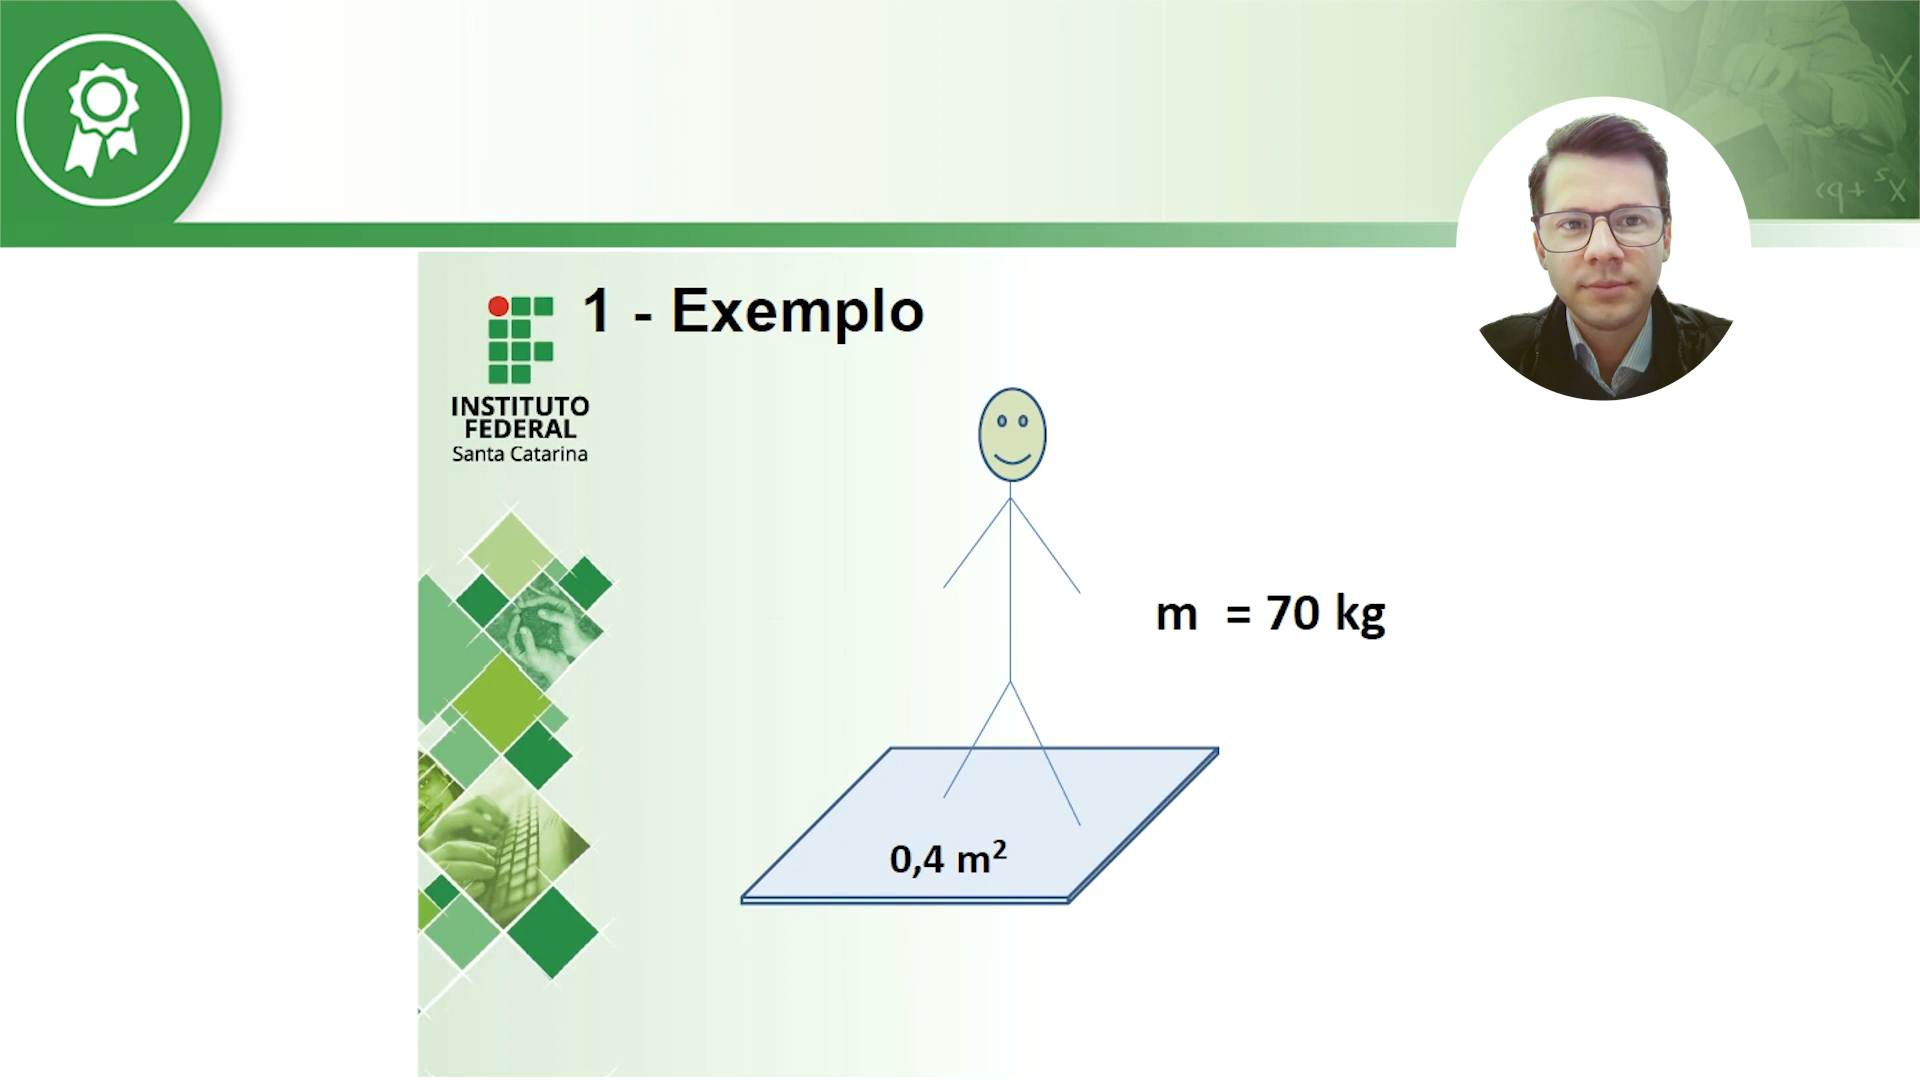 1 - Exemplo
INSTITUTO
FEDERAL
Santa Catarina
m = 70 kg
0,4 m²